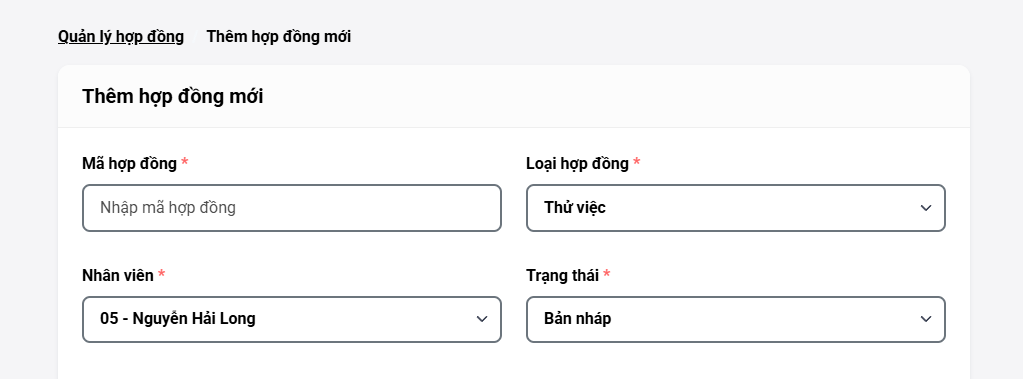 Quản lý hợp đồng Thêm hợp đồng mới
Thêm hợp đồng mới
Mã hợp đồng * Loại hợp đồng *
Nhập mã hợp đồng Thử việc
Nhân viên * Trạng thái *
05 - Nguyễn Hải Long Bản nháp